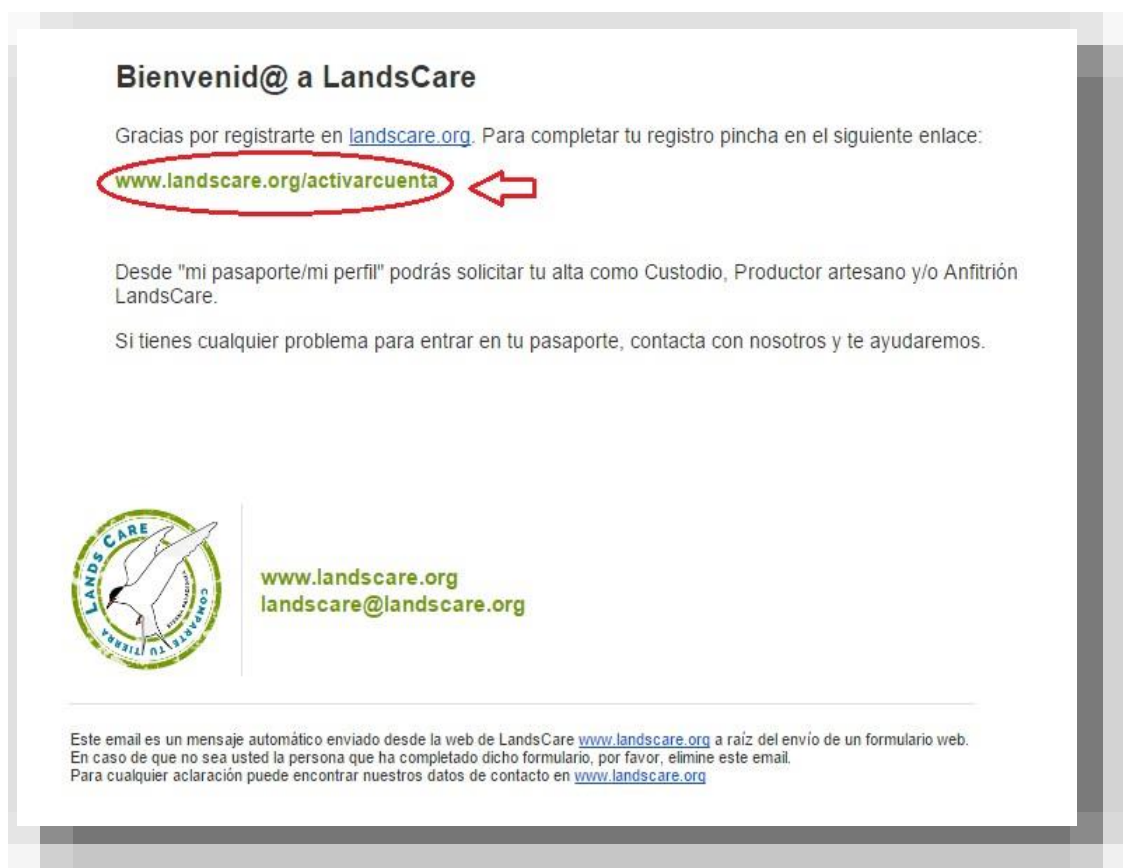 Bienvenid@ a LandsCare
Gracias por registrarte en landscare.org. Para completar tu registro pincha en el siguiente enlace:
www.landscare.org/activarcuenta
Desde "mi pasaporte/mi perfil" podrás solicitar tu alta como Custodio, Productor artesano y/o Anfitrión
LandsCare.
Si tienes cualquier problema para entrar en tu pasaporte, contacta con nosotros y te ayudaremos.
LANDS CARE
COMPARTE TU TIERRA
www.landscare.org
landscare@landscare.org
Este email es un mensaje automático enviado desde la web de LandsCare www.landscare.org a raíz del envío de un formulario web.
En caso de que no sea usted la persona que ha completado dicho formulario, por favor, elimine este email.
Para cualquier aclaración puede encontrar nuestros datos de contacto en www.landscare.org